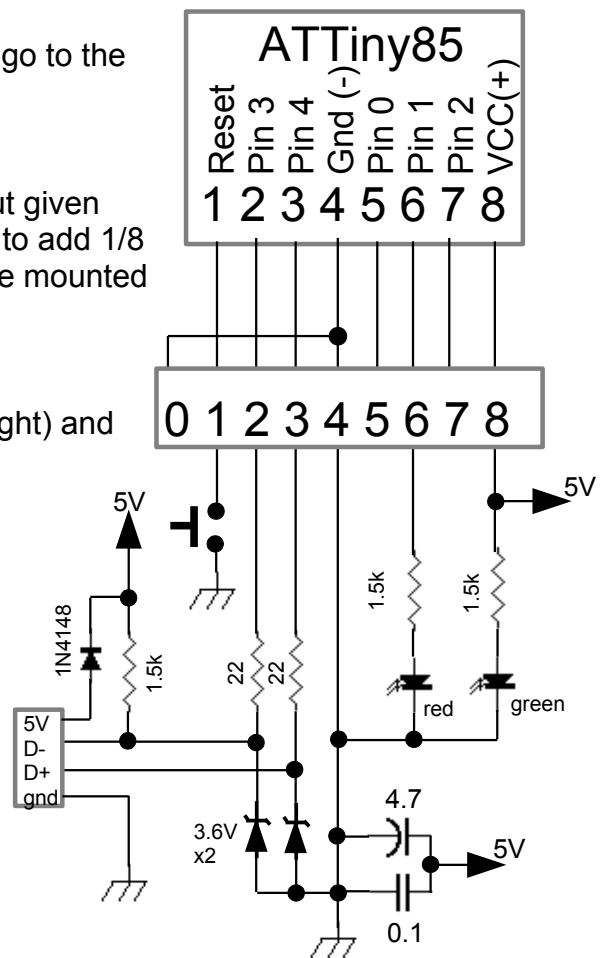 go to the
ut given
to add 1/8
e mounted
ght) and
ATTiny85
Reset
Pin 3
Pin 4
Gnd (-)
Pin 0
Pin 1
Pin 2
VCC(+)
1 2 3 4 5 6 7 8
0 1 2 3 4 5 6 7 8
5V
5V
1N4148
1.5k
22
22
1.5k
1.5k
red
green
5V
D-
D+
gnd
3.6V
x2
4.7
5V
0.1